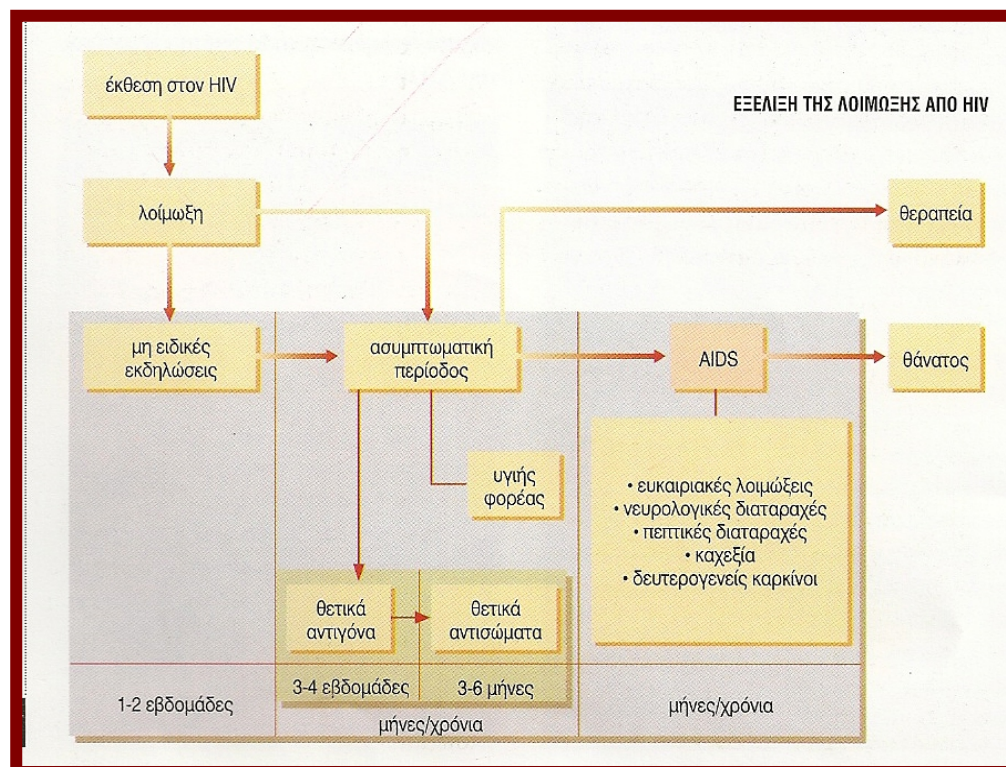 έκθεση στον HIV
ΕΞΕΛΙΞΗ ΤΗΣ ΛΟΙΜΩΞΗΣ ΑΠΟ HIV
λοίμωξη
θεραπεία
μη ειδικές
εκδηλώσεις
ασυμπτωματική
περίοδος
AIDS
θάνατος
υγιής
φορέας
• ευκαιριακές λοιμώξεις
• νευρολογικές διαταραχές
• πεπτικές διαταραχές
• καχεξία
• δευτερογενείς καρκίνοι
θετικά
αντιγόνα
θετικά
αντισώματα
3-4 εβδομάδες
3-6 μήνες
1-2 εβδομάδες
μήνες/χρόνια
μήνες/χρόνια